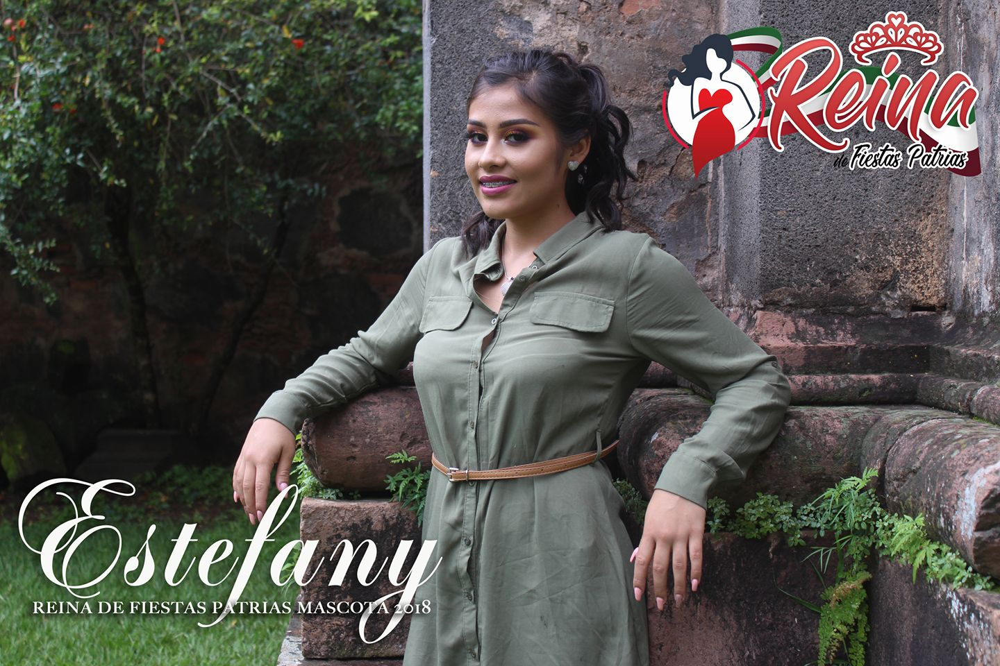 Reina
de Fiestas Patrias
Estefany
REINA DE FIESTAS PATRIAS MASCOTA 2018